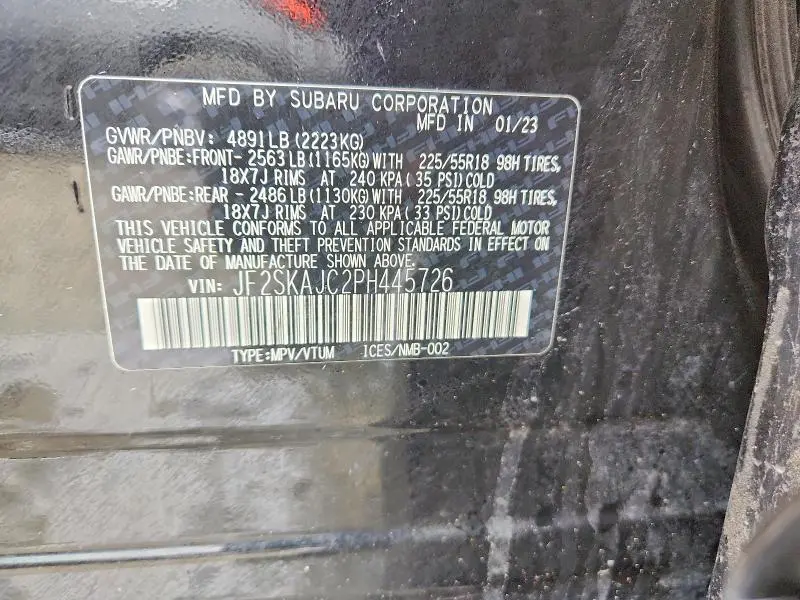 MFD BY SUBARU CORPORATION
MFD IN 01/23
GVWR/PNBV: 4891LB(2223KG)
GAWR/PNBE:FRONT- 2563LB(1165KG)WITH 225/55R18 98H TIRES,
18X7J RIMS AT 240 KPA(35 PSI)COLD
GAWR/PNBE:REAR - 2486LB(1130KG)WITH 225/55R18 98H TIRES,
18X7J RIMS AT 230 KPA(33 PSI)COLD
THIS VEHICLE CONFORMS TO ALL APPLICABLE FEDERAL MOTOR
VEHICLE SAFETY AND THEFT PREVENTION STANDARDS IN EFFECT ON
THE DATE OF MANUFACTURE SHOWN ABOVE.
VIN: JF2SKAJC2PH445726
TYPE:MPV/VTUM ICES/NMB-002